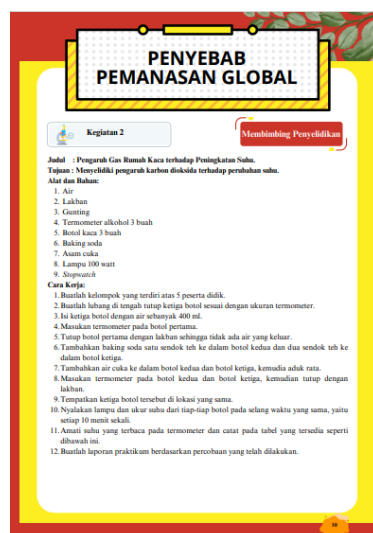 PENYEBAB
PEMANASAN GLOBAL
Kegiatan 2
Membimbing Penyelidikan
Judul : Pengaruh Gas Rumah Kaca terhadap Peningkatan Suhu.
Tujuan : Menyelidiki pengaruh karbon dioksida terhadap perubahan suhu.
Alat dan Bahan:
1. Air
2. Lakban
3. Gunting
4. Termometer alkohol 3 buah
5. Botol kaca 3 buah
6. Baking soda
7. Asam cuka
8. Lampu 100 watt
9. Stopwatch
Cara Kerja:
1. Buatlah kelompok yang terdiri atas 5 peserta didik.
2. Buatlah lubang di tengah tutup ketiga botol sesuai dengan ukuran termometer.
3. Isi ketiga botol dengan air sebanyak 400 ml.
4. Masukan termometer pada botol pertama.
5. Tutup botol pertama dengan lakban sehingga tidak ada air yang keluar.
6. Tambahkan baking soda satu sendok teh ke dalam botol kedua dan dua sendok teh ke
dalam botol ketiga.
7. Tambahkan air cuka ke dalam botol kedua dan botol ketiga, kemudia aduk rata.
8. Masukan termometer pada botol kedua dan botol ketiga, kemudian tutup dengan
lakban.
9. Tempatkan ketiga botol tersebut di lokasi yang sama.
10. Nyalakan lampu dan ukur suhu dari tiap-tiap botol pada selang waktu yang sama, yaitu
setiap 10 menit sekali.
11. Amati suhu yang terbaca pada termometer dan catat pada tabel yang tersedia seperti
dibawah ini.
12. Buatlah laporan praktikum berdasarkan percobaan yang telah dilakukan.